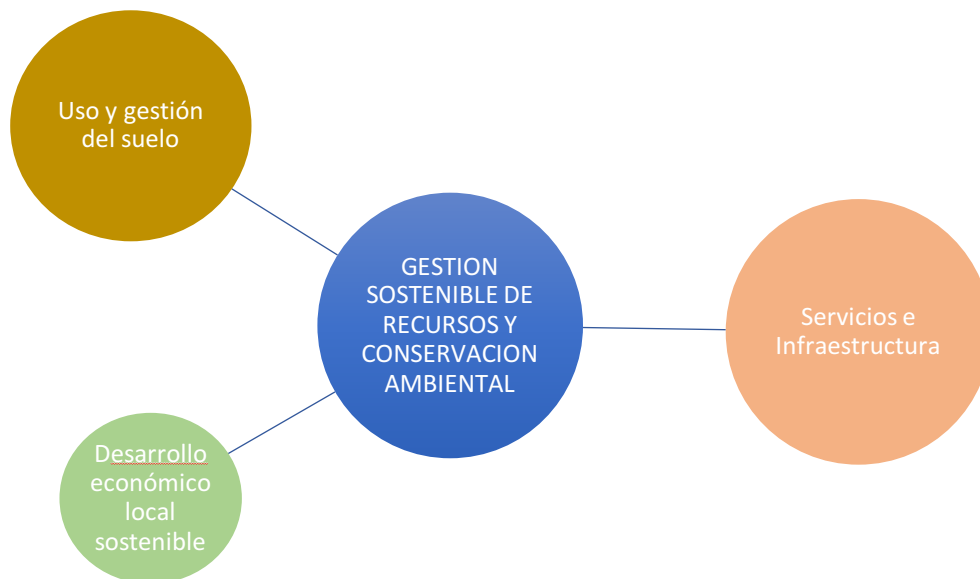 Uso y gestión
del suelo
GESTION
SOSTENIBLE DE
RECURSOS Y
CONSERVACION
AMBIENTAL
Servicios e
Infraestructura
Desarrollo
económico
local
sostenible